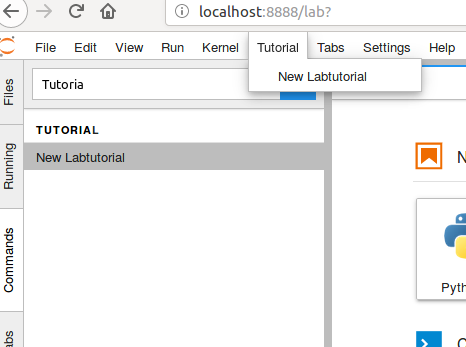 localhost:8888/lab?
File Edit View Run Kernel Tutorial Tabs Settings Help
New Labtutorial
Tutoria
TUTORIAL
New Labtutorial
Files
Running
Commands
N
Pyth
C